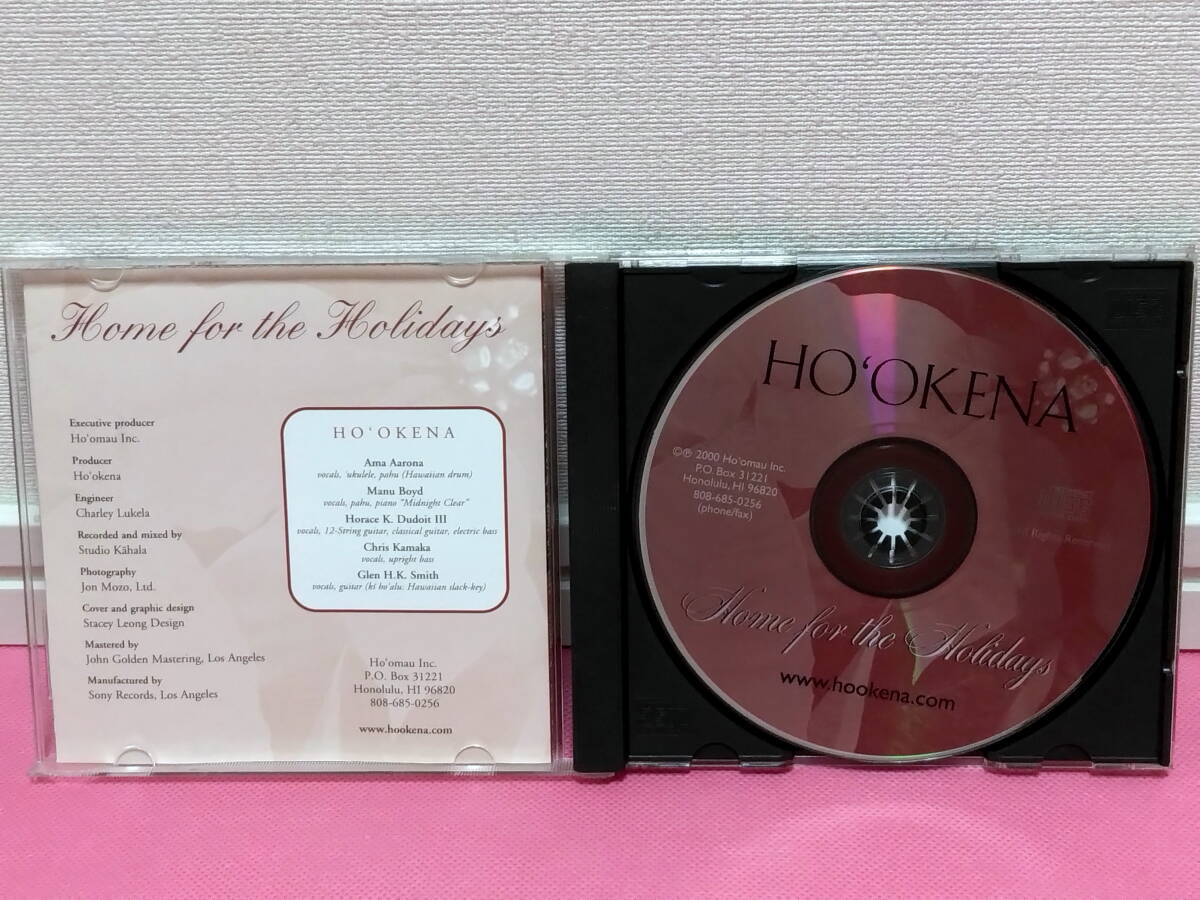 Home for the Holidays
Executive producer
Ho'omau Inc.
Producer
Ho'okena
Engineer
Charley Lukela
Recorded and mixed by
Studio Kāhala
Photography
Jon Mozo, Ltd.
Cover and graphic design
Stacey Leong Design
Mastered by
John Golden Mastering, Los Angeles
Manufactured by
Sony Records, Los Angeles
HO‘OKENA
Ama Aarona
vocals, ‘ukulele, pahu (Hawaiian drum)
Manu Boyd
vocals, pahu, piano “Midnight Clear”
Horace K. Dudoit III
vocals, 12-String guitar, classical guitar, electric bass
Chris Kamaka
vocals, upright bass
Glen H.K. Smith
vocals, guitar (kī ho‘alu: Hawaiian slack-key)
Ho‘omau Inc.
P.O. Box 31221
Honolulu, HI 96820
808-685-0256
www.hookena.com
HO‘OKENA
©℗ 2000 Ho‘omau Inc.
P.O. Box 31221
Honolulu, HI 96820
808-685-0256
(phone/fax)
Rights Reserved
Home for the Holidays
www.hookena.com